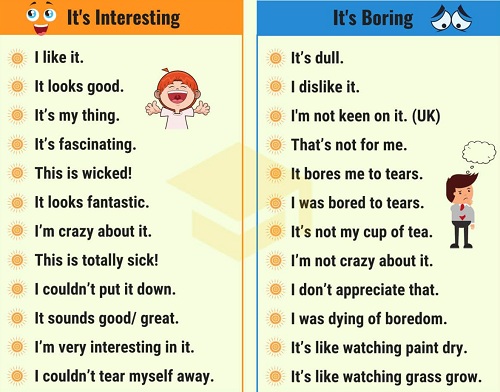 It's Interesting
I like it.
It looks good.
It's my thing.
It's fascinating.
This is wicked!
It looks fantastic.
I'm crazy about it.
This is totally sick!
I couldn't put it down.
It sounds good/ great.
I'm very interesting in it.
I couldn't tear myself away.
It's Boring
It's dull.
I dislike it.
I'm not keen on it. (UK)
That's not for me.
It bores me to tears.
I was bored to tears.
It's not my cup of tea.
I'm not crazy about it.
I don't appreciate that.
I was dying of boredom.
It's like watching paint dry.
It's like watching grass grow.